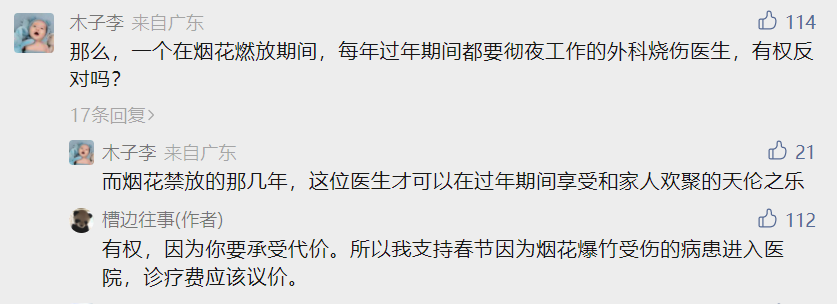 木子李 来自广东 114
那么，一个在烟花燃放期间，每年过年期间都要彻夜工作的外科烧伤医生，有权反
对吗？
17条回复>
木子李 来自广东 21
而烟花禁放的那几年，这位医生才可以在过年期间享受和家人欢聚的天伦之乐
槽边往事(作者) 112
有权，因为你要承受代价。所以我支持春节因为烟花爆竹受伤的病患进入医
院，诊疗费应该议价。